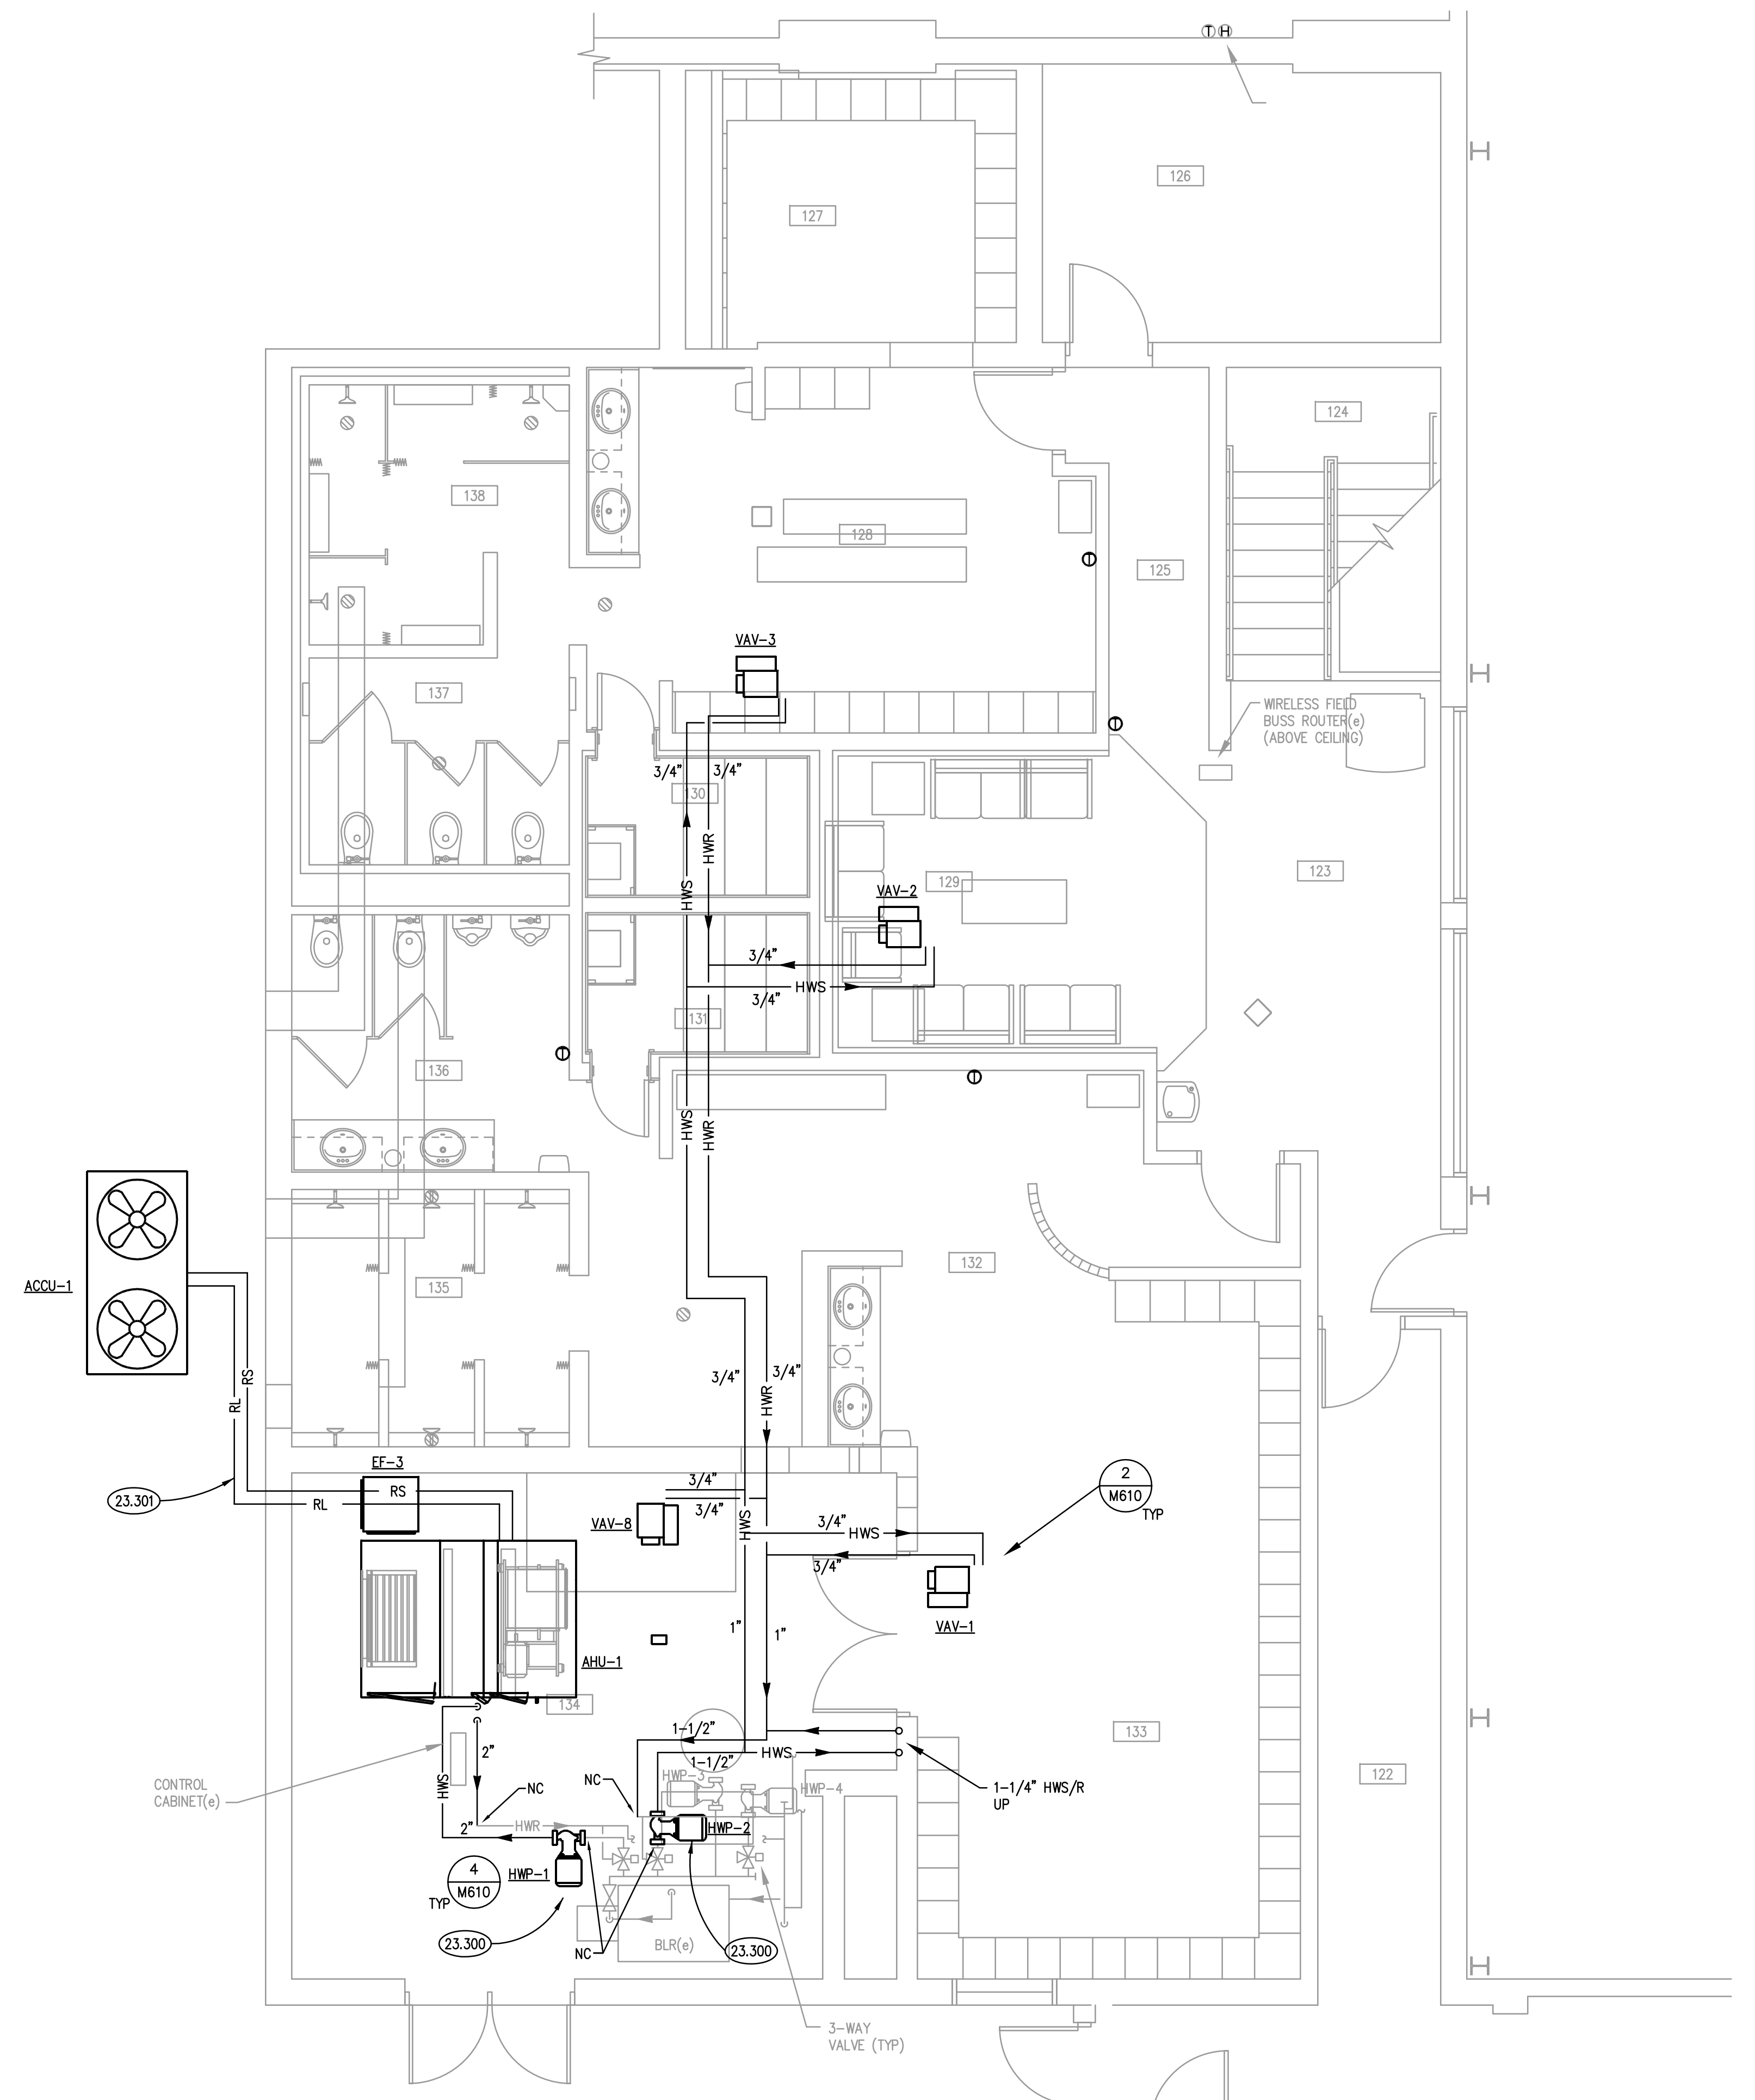 T H
126
127
124
138
128
125
VAV-3
137
WIRELESS FIELD
BUSS ROUTER(e)
(ABOVE CEILING)
3/4" 3/4"
130
HWR
HWS
129
123
VAV-2
3/4"
HWS
3/4"
131
136
HWS
HWR
132
ACCU-1
135
RS
RL
3/4" 3/4"
HWR
EF-3
RS
RL
23.301
3/4"
3/4"
2
M610
TYP
VAV-8
HWS
3/4"
HWS
3/4"
VAV-1
1" 1"
AHU-1
134
133
1-1/2"
HWS
1-1/2"
2"
HWS
122
CONTROL
CABINET(e)
NC
NC
HWP-3
HWP-4
1-1/4" HWS/R
UP
2"
HWR
HWP-2
4
M610
TYP
HWP-1
23.300
NC
BLR(e)
23.300
3-WAY
VALVE (TYP)